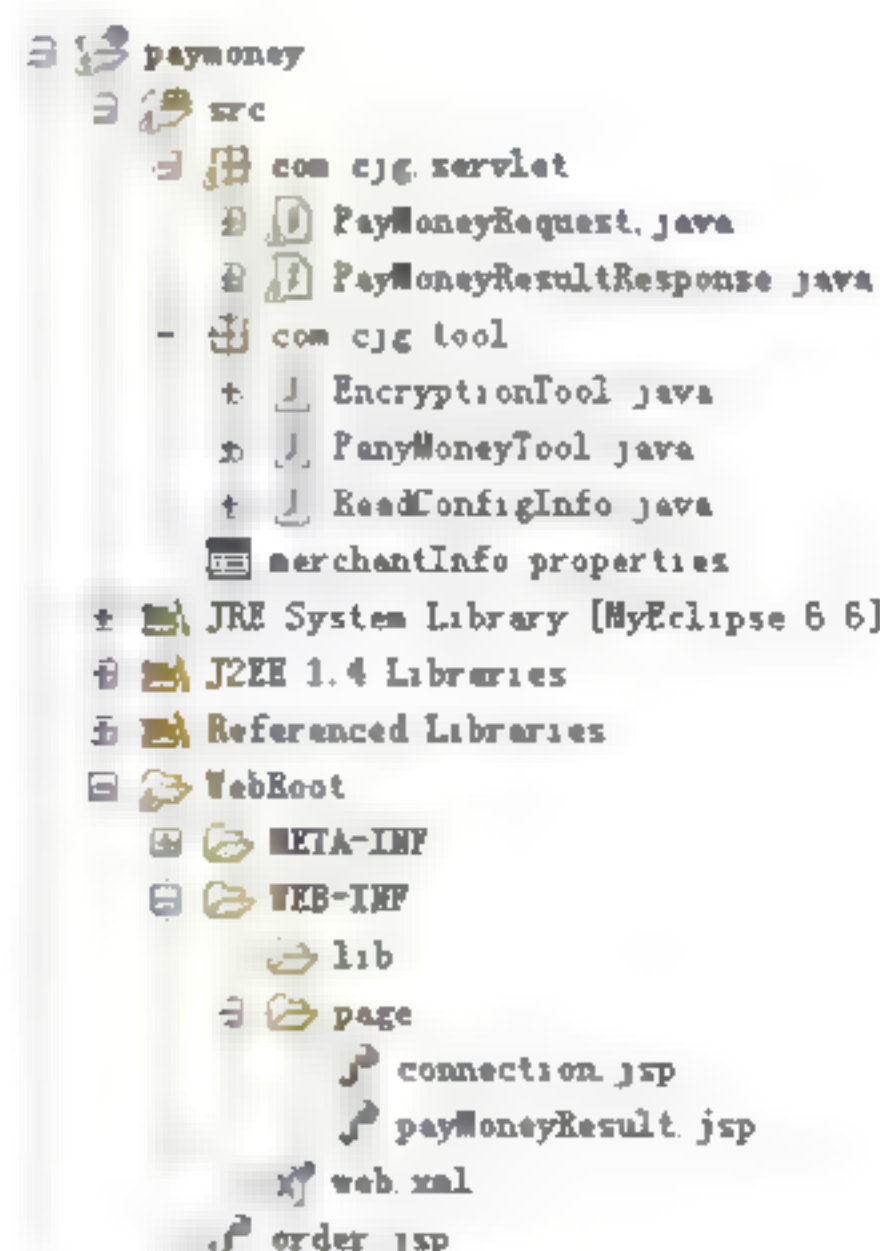 paymoney
src
com.cjg.servlet
PayMoneyRequest.java
PayMoneyResultResponse.java
com.cjg.tool
EncryptionTool.java
PanyMoneyTool.java
ReadConfigInfo.java
merchantInfo.properties
JRE System Library [MyEclipse 6.6]
J2EE 1.4 Libraries
Referenced Libraries
WebRoot
META-INF
WEB-INF
lib
page
connection.jsp
payMoneyResult.jsp
web.xml
order.jsp